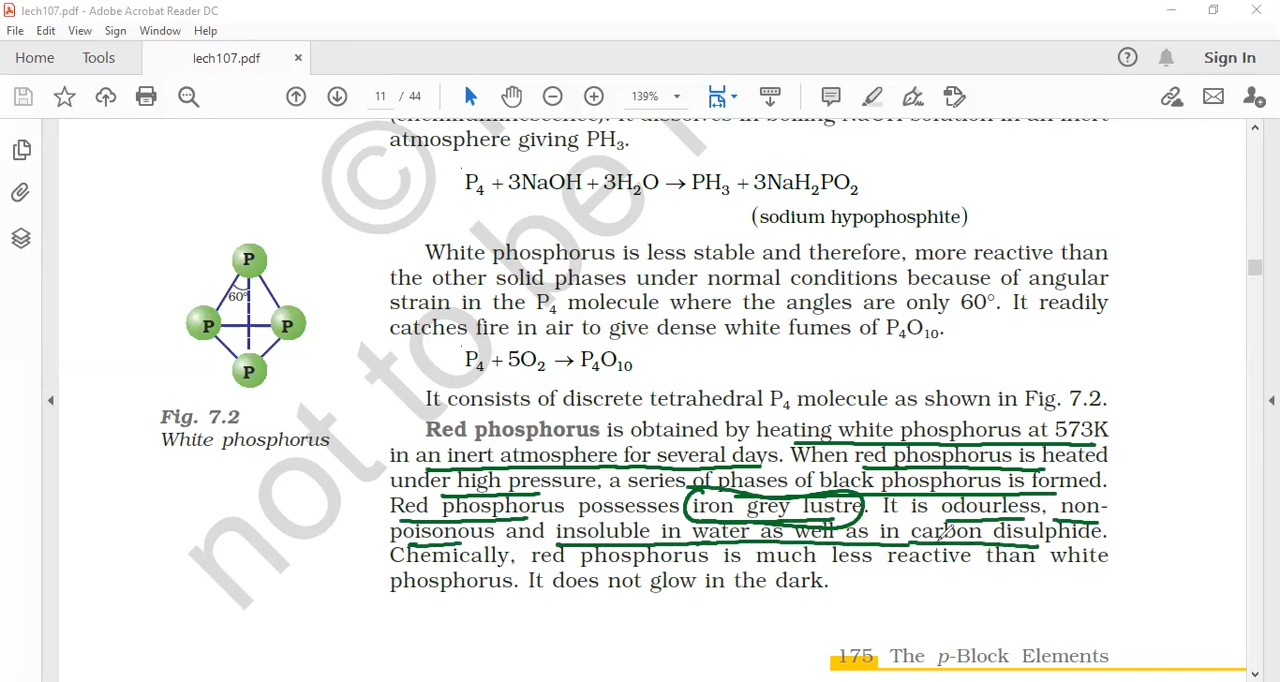 lech107.pdf - Adobe Acrobat Reader DC
File Edit View Sign Window Help
Home Tools lech107.pdf × Sign In
11 / 44 139%
atmosphere giving PH₃.
P₄ + 3NaOH + 3H₂O → PH₃ + 3NaH₂PO₂
(sodium hypophosphite)
White phosphorus is less stable and therefore, more reactive than
the other solid phases under normal conditions because of angular
strain in the P₄ molecule where the angles are only 60°. It readily
catches fire in air to give dense white fumes of P₄O₁₀.
P₄ + 5O₂ → P₄O₁₀
It consists of discrete tetrahedral P₄ molecule as shown in Fig. 7.2.
Red phosphorus is obtained by heating white phosphorus at 573K
in an inert atmosphere for several days. When red phosphorus is heated
under high pressure, a series of phases of black phosphorus is formed.
Red phosphorus possesses iron grey lustre. It is odourless, non-
poisonous and insoluble in water as well as in carbon disulphide.
Chemically, red phosphorus is much less reactive than white
phosphorus. It does not glow in the dark.
P
60°
P P
P
Fig. 7.2
White phosphorus
© not to be
175 The p-Block Elements